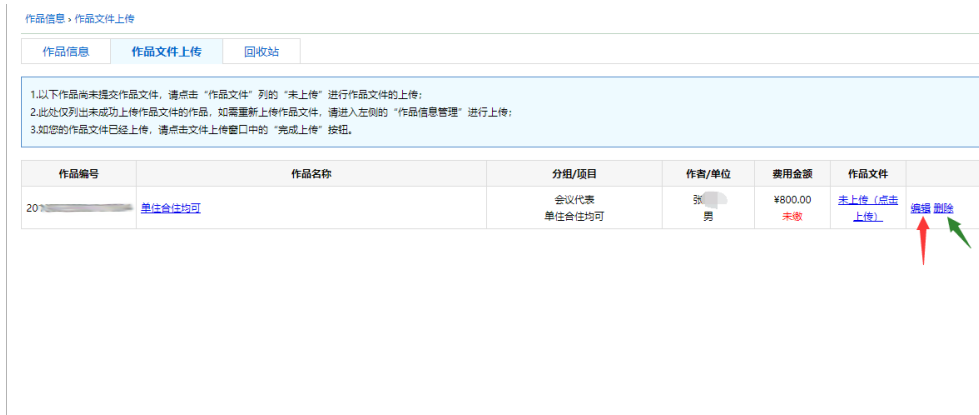 作品信息 › 作品文件上传
作品信息 作品文件上传 回收站
1.以下作品尚未提交作品文件，请点击“作品文件”列的“未上传”进行作品文件的上传；
2.此处仅列出未成功上传作品文件的作品，如需重新上传作品文件，请进入左侧的“作品信息管理”进行上传；
3.如您的作品文件已经上传，请点击文件上传窗口中的“完成上传”按钮。
作品编号 作品名称 分组/项目 作者/单位 费用金额 作品文件
20 单住合住均可 会议代表 张 ¥800.00 未上传（点击 编辑 删除
单住合住均可 男 未缴 上传）